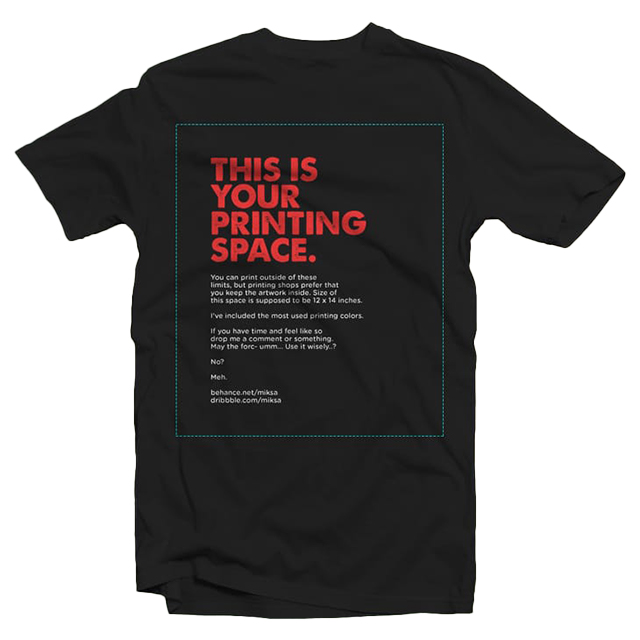 THIS IS
YOUR
PRINTING
SPACE.
You can print outside of these
limits, but printing shops prefer that
you keep the artwork inside. Size of
this space is supposed to be 12 x 14 inches.
I've included the most used printing colors.
If you have time and feel like so
drop me a comment or something.
May the forc- umm... Use it wisely..?
No?
Meh.
behance.net/miksa
dribbble.com/miksa